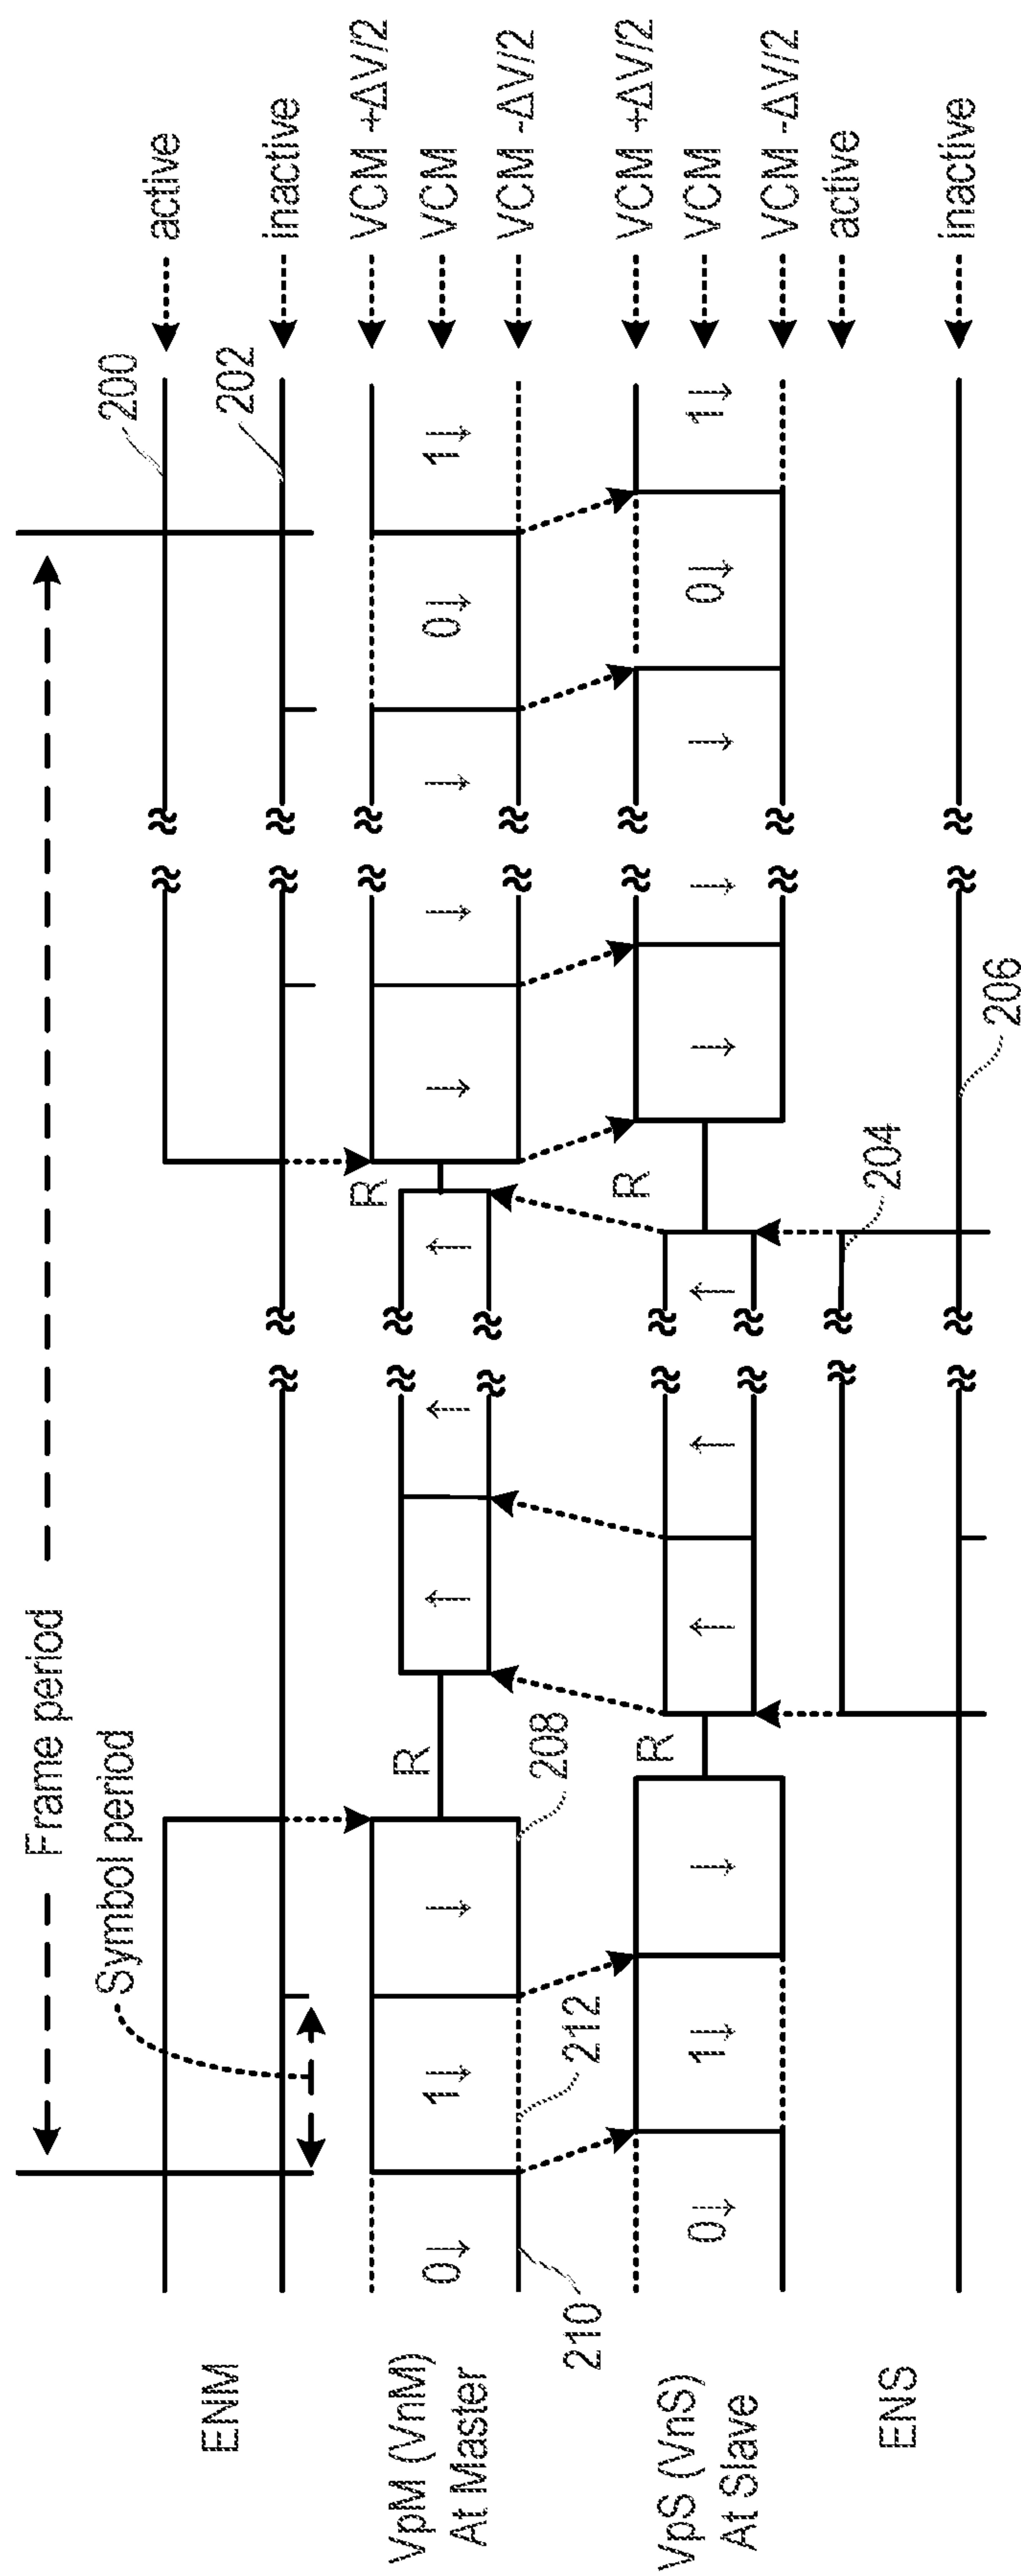 Frame period
Symbol period
200
active
ENM
202
inactive
VpM (VnM)
At Master
0↓
1↓
↓
R
↑
↑
↑
R
↓
↓
↓
0↓
1↓
VCM +ΔV/2
VCM
VCM -ΔV/2
210
212
208
VpS (VnS)
At Slave
0↓
1↓
↓
R
↑
↑
↑
R
↓
↓
↓
0↓
1↓
VCM +ΔV/2
VCM
VCM -ΔV/2
ENS
204
active
206
inactive